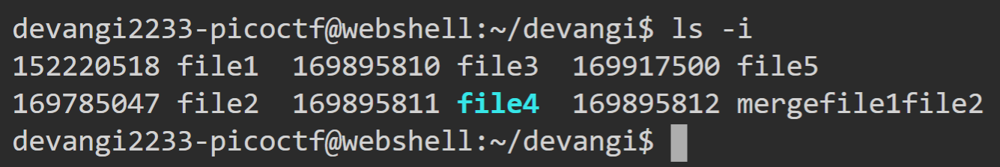 devangi2233-picoctf@webshell:~/devangi$ ls -i
152220518 file1  169895810 file3  169917500 file5
169785047 file2  169895811 file4  169895812 mergefile1file2
devangi2233-picoctf@webshell:~/devangi$